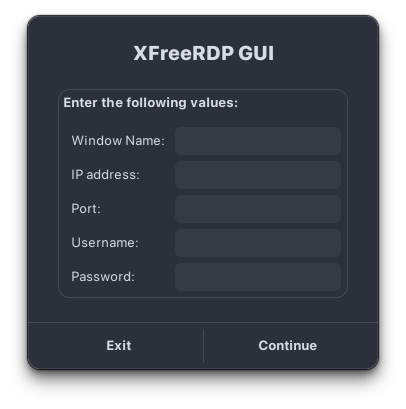 XFreeRDP GUI
Enter the following values:
Window Name:
IP address:
Port:
Username:
Password:
Exit Continue